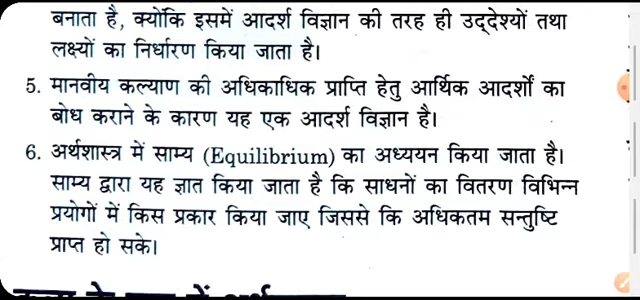 बनाता है, क्योंकि इसमें आदर्श विज्ञान की तरह ही उद्देश्यों तथा
लक्ष्यों का निर्धारण किया जाता है।
5. मानवीय कल्याण की अधिकाधिक प्राप्ति हेतु आर्थिक आदर्शों का
बोध कराने के कारण यह एक आदर्श विज्ञान है।
6. अर्थशास्त्र में साम्य (Equilibrium) का अध्ययन किया जाता है।
साम्य द्वारा यह ज्ञात किया जाता है कि साधनों का वितरण विभिन्न
प्रयोगों में किस प्रकार किया जाए जिससे कि अधिकतम सन्तुष्टि
प्राप्त हो सके।